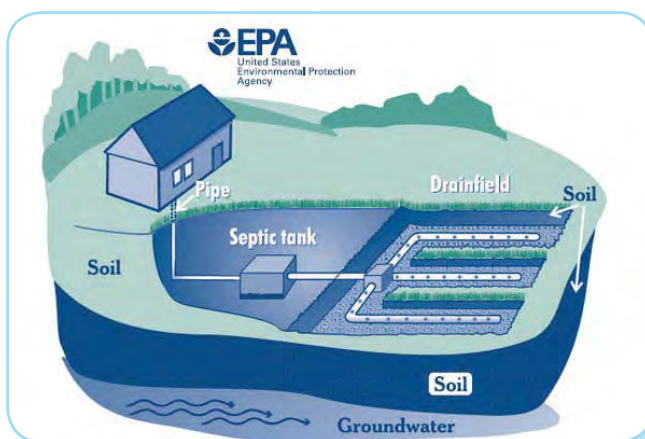 EPA
United States
Environmental Protection
Agency
Pipe
Drainfield
Soil
Septic tank
Soil
Soil
Groundwater